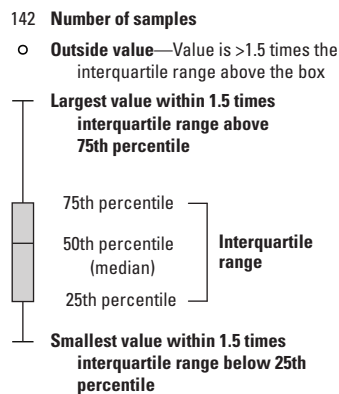 142 Number of samples
Outside value—Value is >1.5 times the
interquartile range above the box
Largest value within 1.5 times
interquartile range above
75th percentile
75th percentile
50th percentile
(median)
Interquartile
range
25th percentile
Smallest value within 1.5 times
interquartile range below 25th
percentile